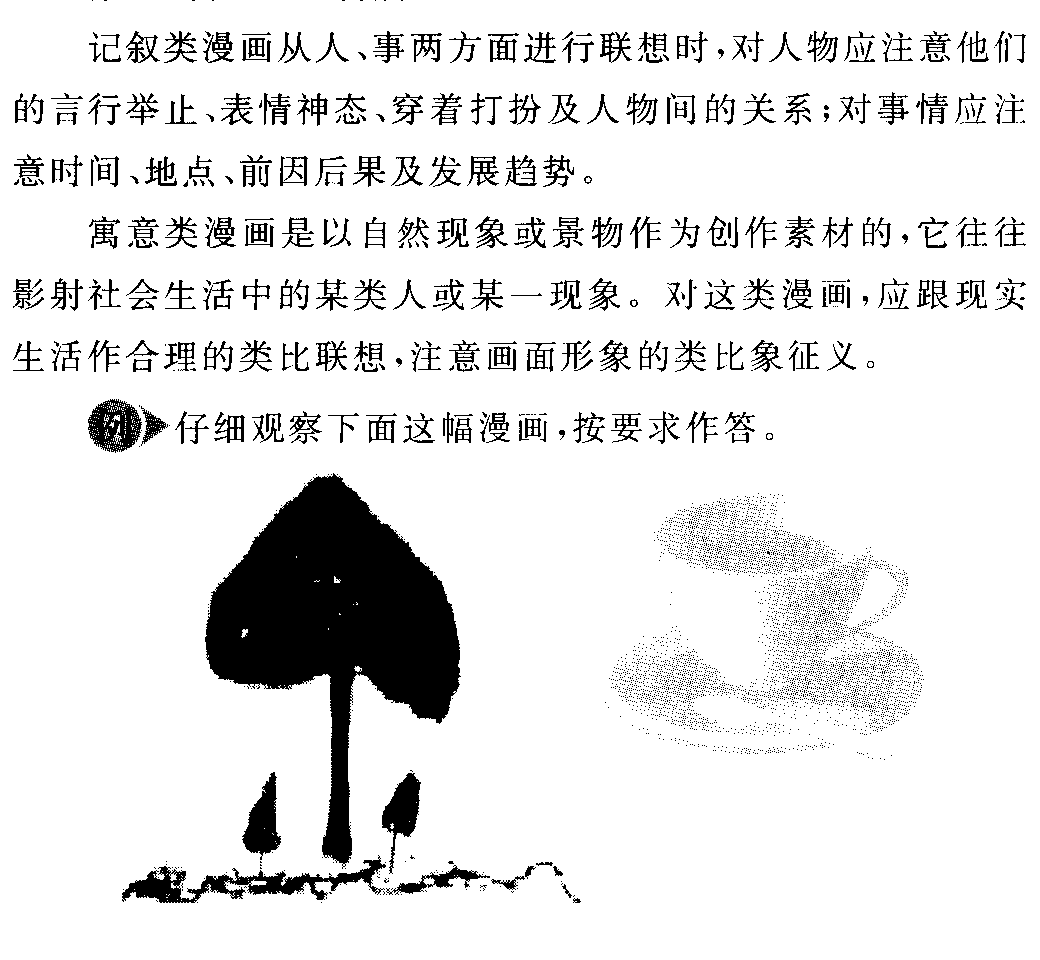 记叙类漫画从人、事两方面进行联想时,对人物应注意他们
的言行举止、表情神态、穿着打扮及人物间的关系;对事情应注
意时间、地点、前因后果及发展趋势。
寓意类漫画是以自然现象或景物作为创作素材的,它往往
影射社会生活中的某类人或某一现象。对这类漫画,应跟现实
生活作合理的类比联想,注意画面形象的类比象征义。
例 仔细观察下面这幅漫画,按要求作答。